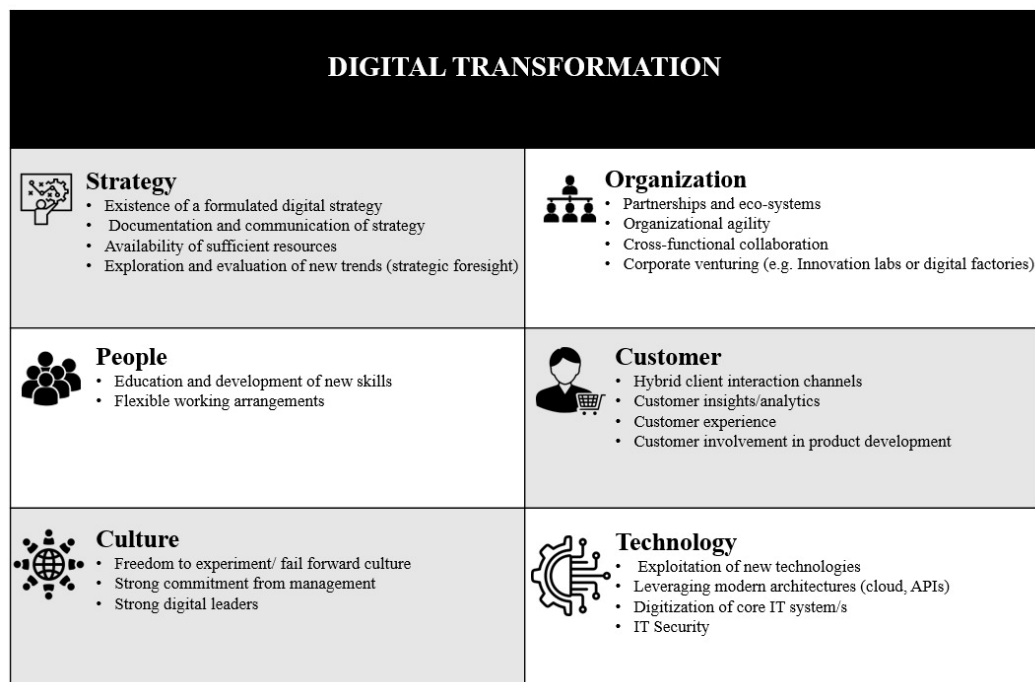 DIGITAL TRANSFORMATION
Strategy
• Existence of a formulated digital strategy
• Documentation and communication of strategy
• Availability of sufficient resources
• Exploration and evaluation of new trends (strategic foresight)
Organization
• Partnerships and eco-systems
• Organizational agility
• Cross-functional collaboration
• Corporate venturing (e.g. Innovation labs or digital factories)
People
• Education and development of new skills
• Flexible working arrangements
Customer
• Hybrid client interaction channels
• Customer insights/analytics
• Customer experience
• Customer involvement in product development
Culture
• Freedom to experiment/ fail forward culture
• Strong commitment from management
• Strong digital leaders
Technology
• Exploitation of new technologies
• Leveraging modern architectures (cloud, APIs)
• Digitization of core IT system/s
• IT Security